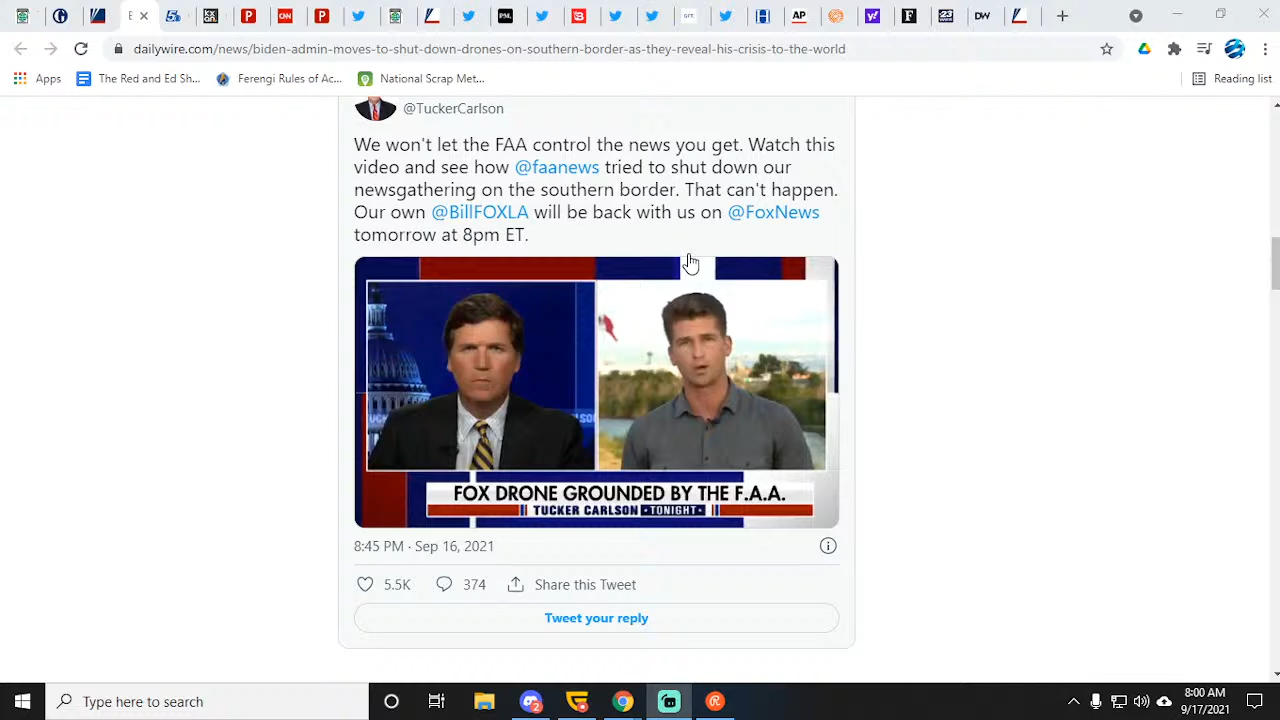 E
CNN
PSL
GPT
AP
Y!
F
DW
dailywire.com/news/biden-admin-moves-to-shut-down-drones-on-southern-border-as-they-reveal-his-crisis-to-the-world
Apps
The Red and Ed Sh...
Ferengi Rules of Ac...
National Scrap Met...
Reading list
@TuckerCarlson
We won't let the FAA control the news you get. Watch this
video and see how @faanews tried to shut down our
newsgathering on the southern border. That can't happen.
Our own @BillFOXLA will be back with us on @FoxNews
tomorrow at 8pm ET.
FOX DRONE GROUNDED BY THE F.A.A.
TUCKER CARLSON •TONIGHT•
8:45 PM · Sep 16, 2021
5.5K
374
Share this Tweet
Tweet your reply
Type here to search
2
8:00 AM
9/17/2021